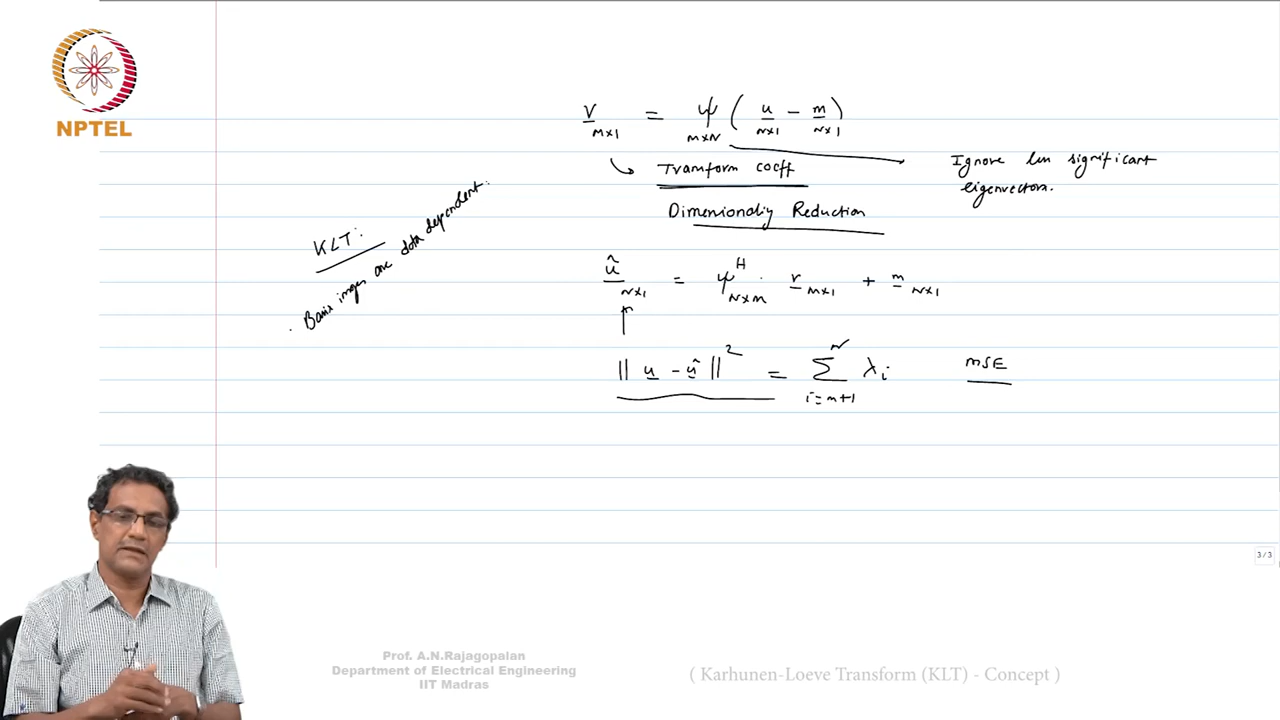 NPTEL
V M×1 = ψ M×N ( u N×1 − m N×1 )
Transform coeff
Ignore less significant
eigenvectors.
Dimensionaliy Reduction
KLT:
. Basis images are data dependent.
û N×1 = ψ^H N×M . v M×1 + m N×1
|| u - û ||^2 = Σ_{i=m+1}^{N} λi MSE
3 / 3
Prof. A.N.Rajagopalan
Department of Electrical Engineering
IIT Madras
( Karhunen-Loeve Transform (KLT) - Concept )